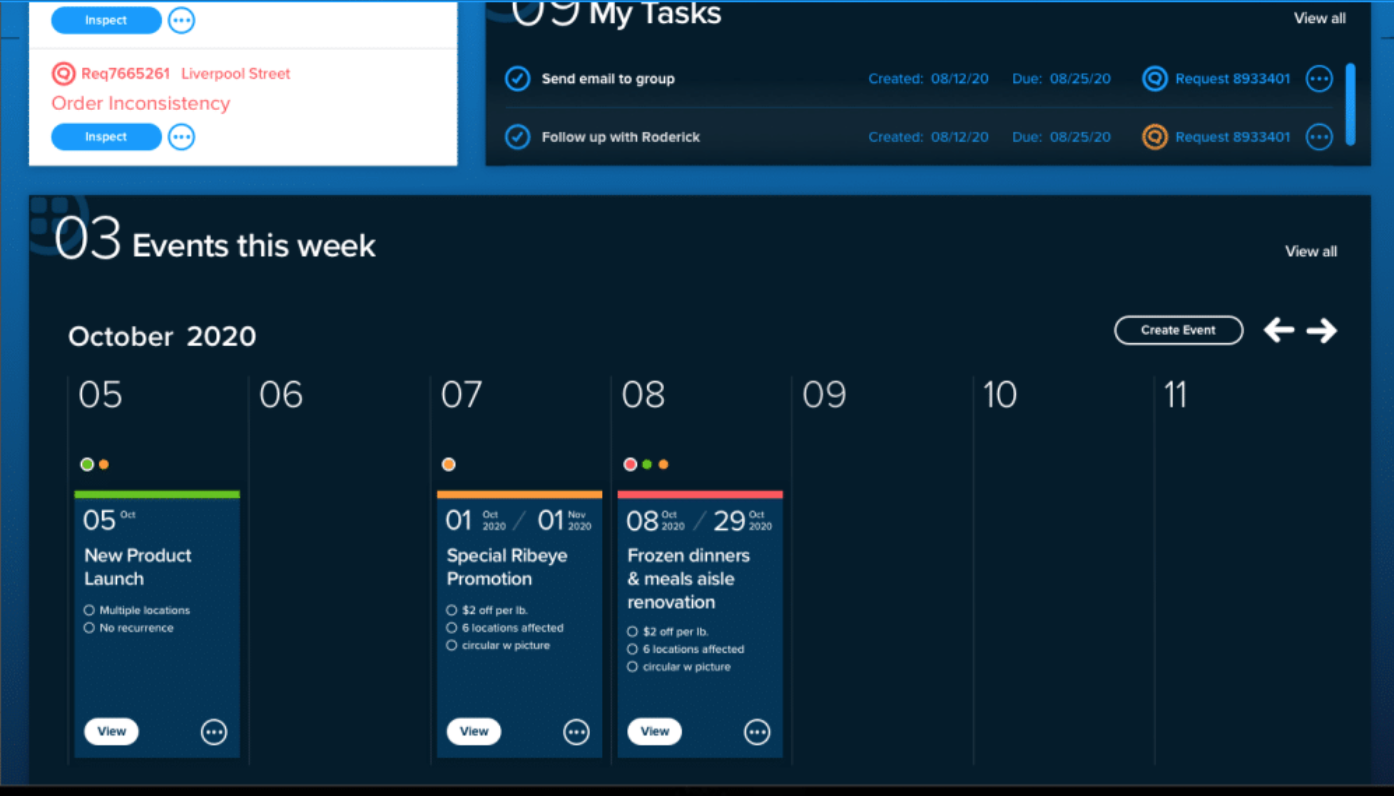 Inspect
Req7665261 Liverpool Street
Order Inconsistency
Inspect
09 My Tasks
View all
Send email to group Created: 08/12/20 Due: 08/25/20 Request 8933401
Follow up with Roderick Created: 08/12/20 Due: 08/25/20 Request 8933401
03 Events this week
View all
October 2020
Create Event
05 06 07 08 09 10 11
05 Oct
New Product
Launch
Multiple locations
No recurrence
View
01 Oct 2020 / 01 Nov 2020
Special Ribeye
Promotion
$2 off per lb.
6 locations affected
circular w picture
View
08 Oct 2020 / 29 Oct 2020
Frozen dinners
& meals aisle
renovation
$2 off per lb.
6 locations affected
circular w picture
View